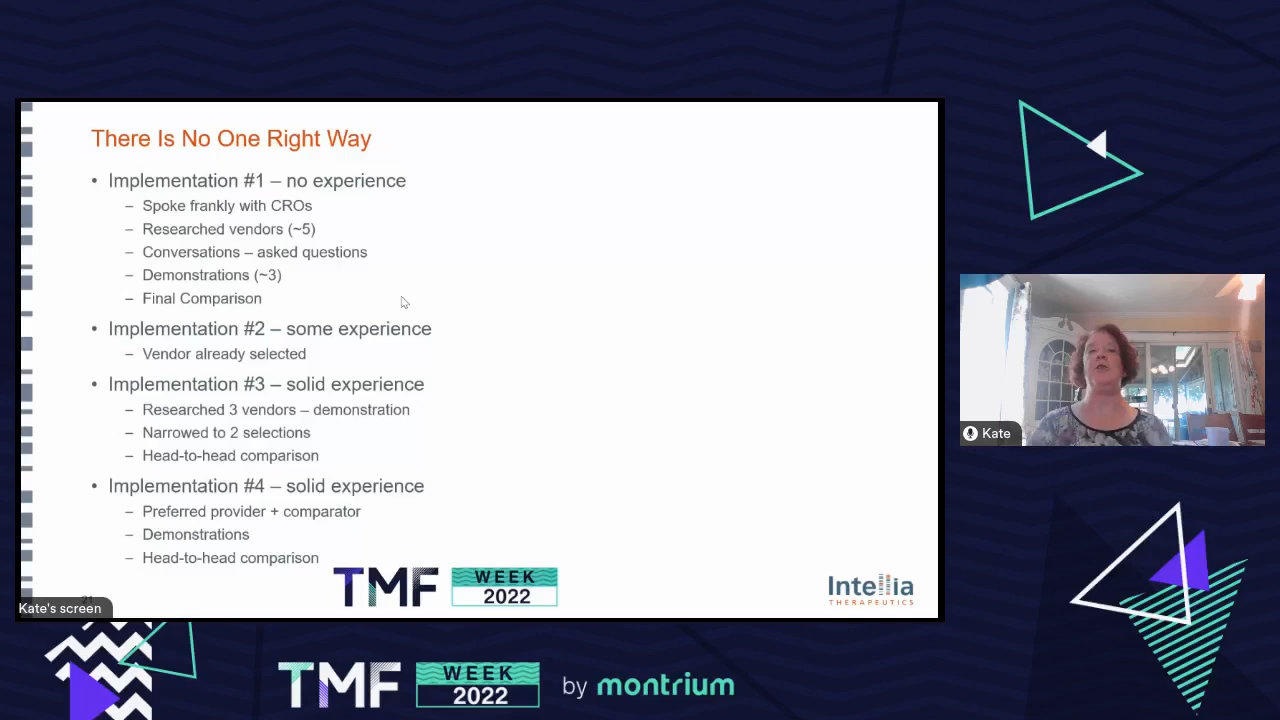 There Is No One Right Way
• Implementation #1 – no experience
– Spoke frankly with CROs
– Researched vendors (~5)
– Conversations – asked questions
– Demonstrations (~3)
– Final Comparison
• Implementation #2 – some experience
– Vendor already selected
• Implementation #3 – solid experience
– Researched 3 vendors – demonstration
– Narrowed to 2 selections
– Head-to-head comparison
• Implementation #4 – solid experience
– Preferred provider + comparator
– Demonstrations
– Head-to-head comparison
TMF WEEK 2022
Intellia
THERAPEUTICS
21
Kate's screen
Kate
TMF WEEK 2022 by montrium